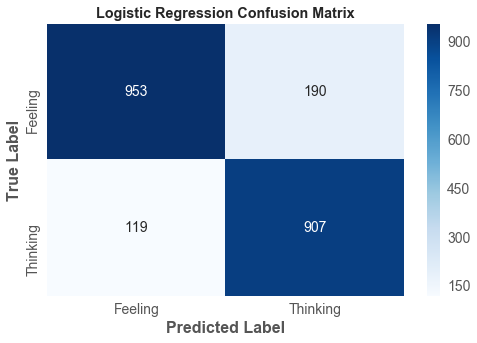 Logistic Regression Confusion Matrix
True Label
Feeling
953
190
Thinking
119
907
Feeling
Thinking
Predicted Label
900
750
600
450
300
150